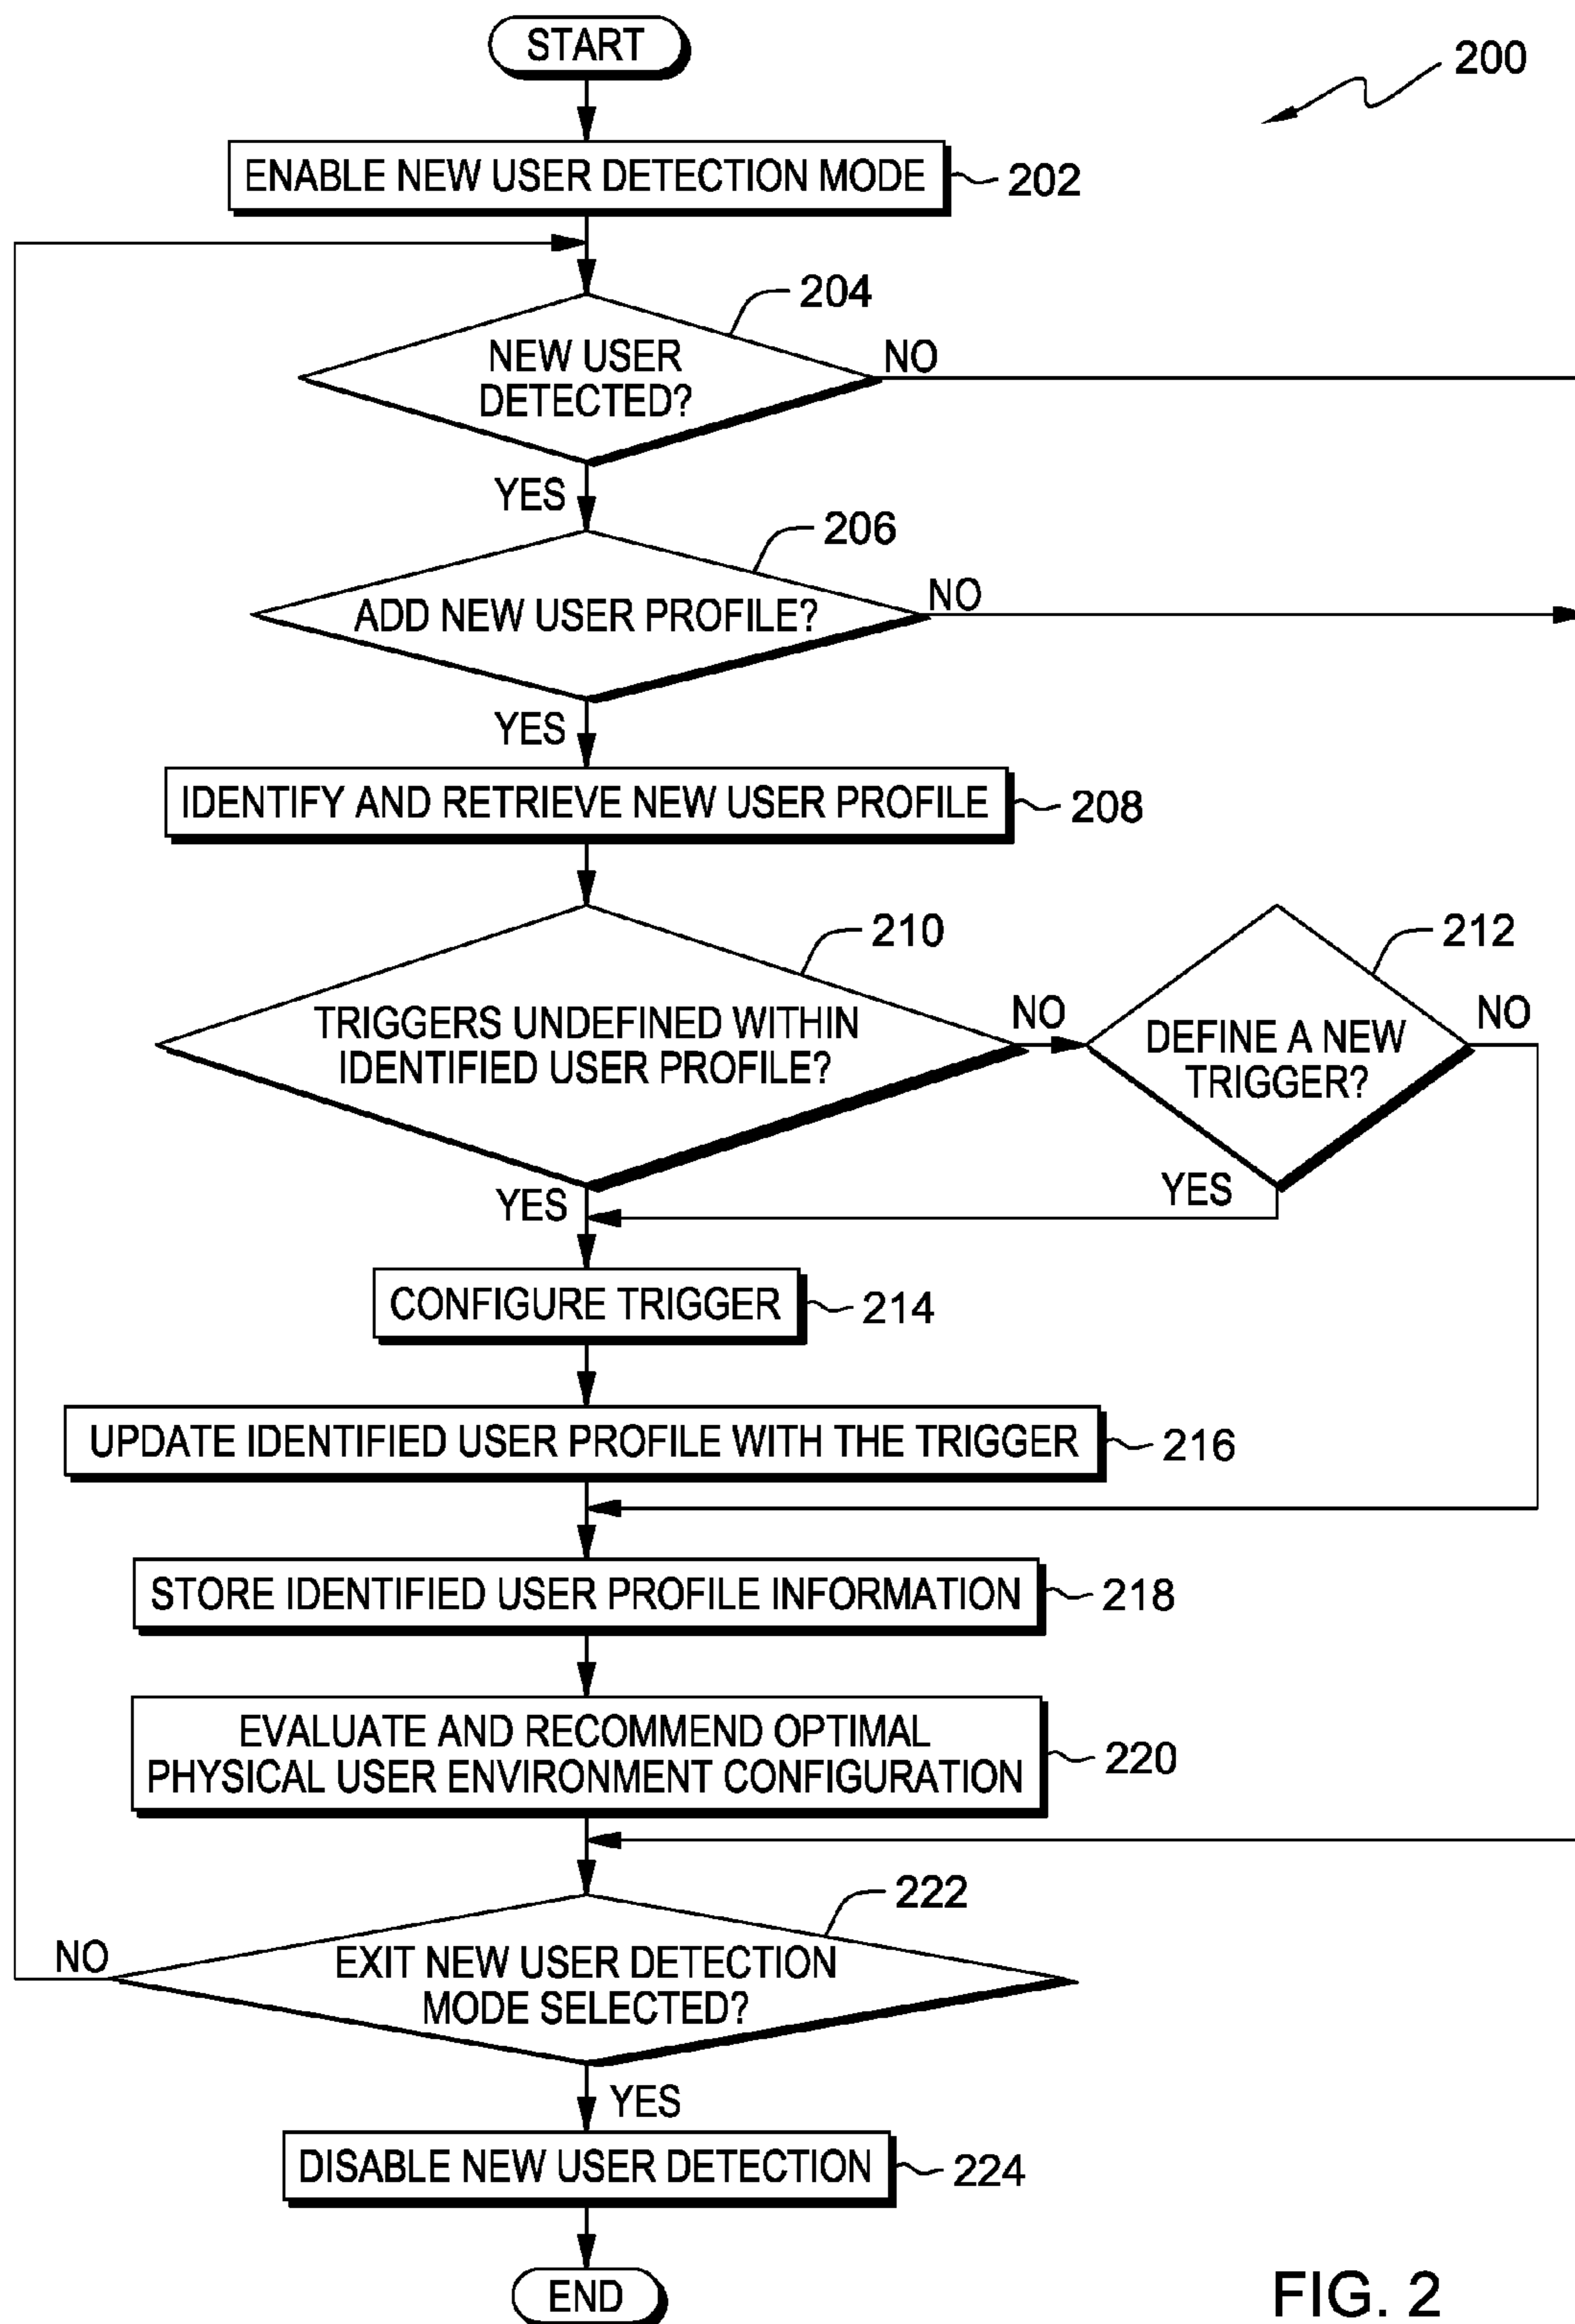 START
200
ENABLE NEW USER DETECTION MODE
202
204
NEW USER
DETECTED?
NO
YES
206
ADD NEW USER PROFILE?
NO
YES
IDENTIFY AND RETRIEVE NEW USER PROFILE
208
210
TRIGGERS UNDEFINED WITHIN
IDENTIFIED USER PROFILE?
NO
212
DEFINE A NEW
TRIGGER?
NO
YES
YES
CONFIGURE TRIGGER
214
UPDATE IDENTIFIED USER PROFILE WITH THE TRIGGER
216
STORE IDENTIFIED USER PROFILE INFORMATION
218
EVALUATE AND RECOMMEND OPTIMAL
PHYSICAL USER ENVIRONMENT CONFIGURATION
220
222
NO
EXIT NEW USER DETECTION
MODE SELECTED?
YES
DISABLE NEW USER DETECTION
224
END
FIG. 2